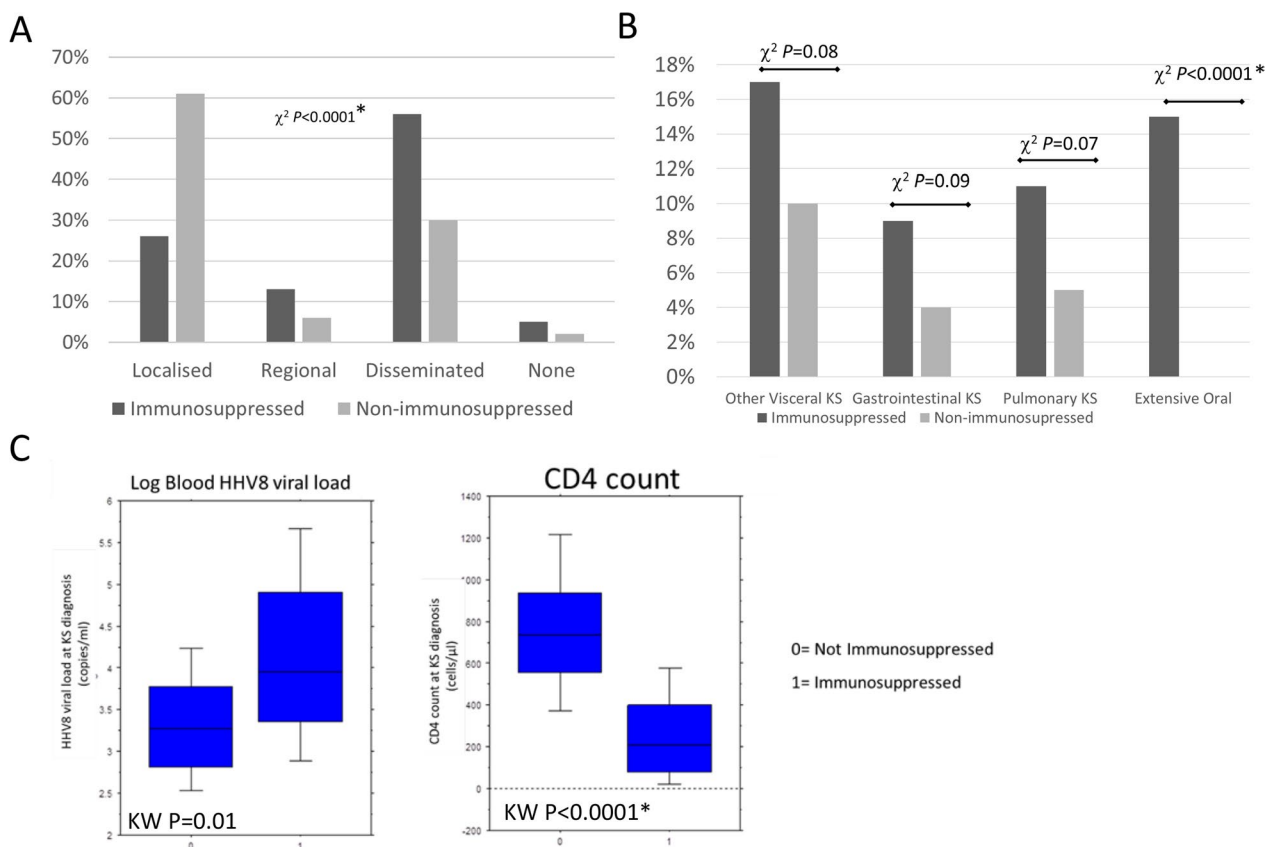 A
70%
60%
50%
40%
30%
20%
10%
0%
χ² P<0.0001*
Localised
Regional
Disseminated
None
Immunosuppressed
Non-immunosuppressed
B
18%
16%
14%
12%
10%
8%
6%
4%
2%
0%
χ² P=0.08
χ² P=0.09
χ² P=0.07
χ² P<0.0001*
Other Visceral KS
Gastrointestinal KS
Pulmonary KS
Extensive Oral
Immunosuppressed
Non-immunosupressed
C
Log Blood HHV8 viral load
HHV8 viral load at KS diagnosis
(copies/ml)
6
5.5
5
4.5
4
3.5
3
2.5
2
KW P=0.01
0
1
CD4 count
CD4 count at KS diagnosis
(cells/µl)
1400
1200
'000
800
600
400
200
0
-200
KW P<0.0001*
0
1
0= Not Immunosuppressed
1= Immunosuppressed